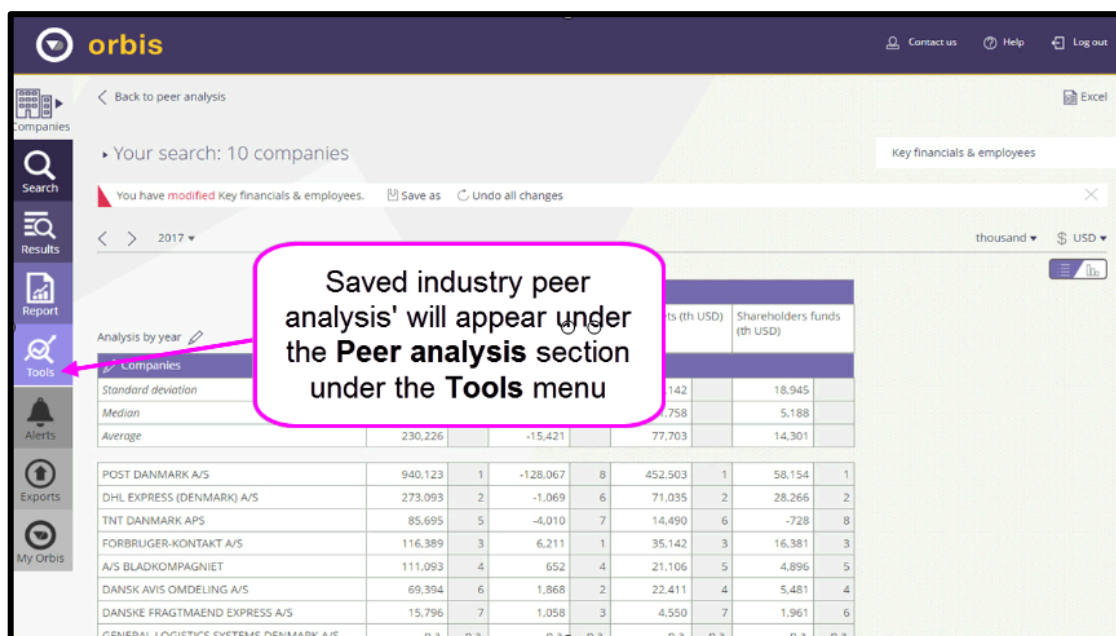 orbis
Contact us Help Log out
Companies
Back to peer analysis
Excel
Your search: 10 companies
Key financials & employees
Search
You have modified Key financials & employees. Save as Undo all changes
Results
2017
thousand $ USD
Report
Saved industry peer
analysis' will appear under
the Peer analysis section
under the Tools menu
(th USD) Shareholders funds
(th USD)
Analysis by year
Tools
Companies
Standard deviation 18,945
Median 5,188
Average 230,226 -15,421 77,703 14,301
Alerts
POST DANMARK A/S 940,123 1 -128,067 8 452,503 1 58,154 1
DHL EXPRESS (DENMARK) A/S 273,093 2 -1,069 6 71,035 2 28,266 2
Exports
TNT DANMARK APS 85,695 5 -4,010 7 14,490 6 -728 8
FORBRUGER-KONTAKT A/S 116,389 3 6,211 1 35,142 3 16,381 3
My Orbis
A/S BLADKOMPAGNIET 111,093 4 652 4 21,106 5 4,896 5
DANSK AVIS OMDELING A/S 69,394 6 1,868 2 22,411 4 5,481 4
DANSKE FRAGTMAEND EXPRESS A/S 15,796 7 1,058 3 4,550 7 1,961 6
GENERAL LOGISTICS SYSTEMS DENMARK A/S n.a. n.a. n.a. n.a. n.a. n.a. n.a. n.a.